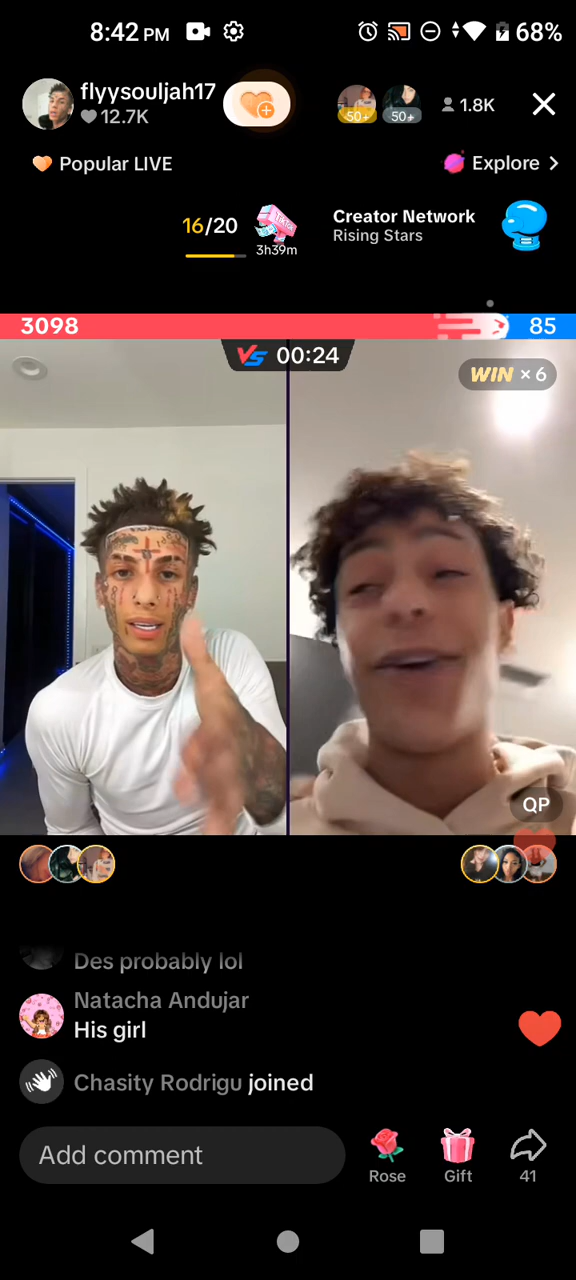 8:42 PM
68%
flyysouljah17
12.7K
50+
50+
1.8K
Popular LIVE
Explore >
16/20
TikTok
3h39m
Creator Network
Rising Stars
3098
85
VS 00:24
WIN × 6
QP
Des probably lol
Natacha Andujar
His girl
Chasity Rodrigu joined
Add comment
Rose
Gift
41